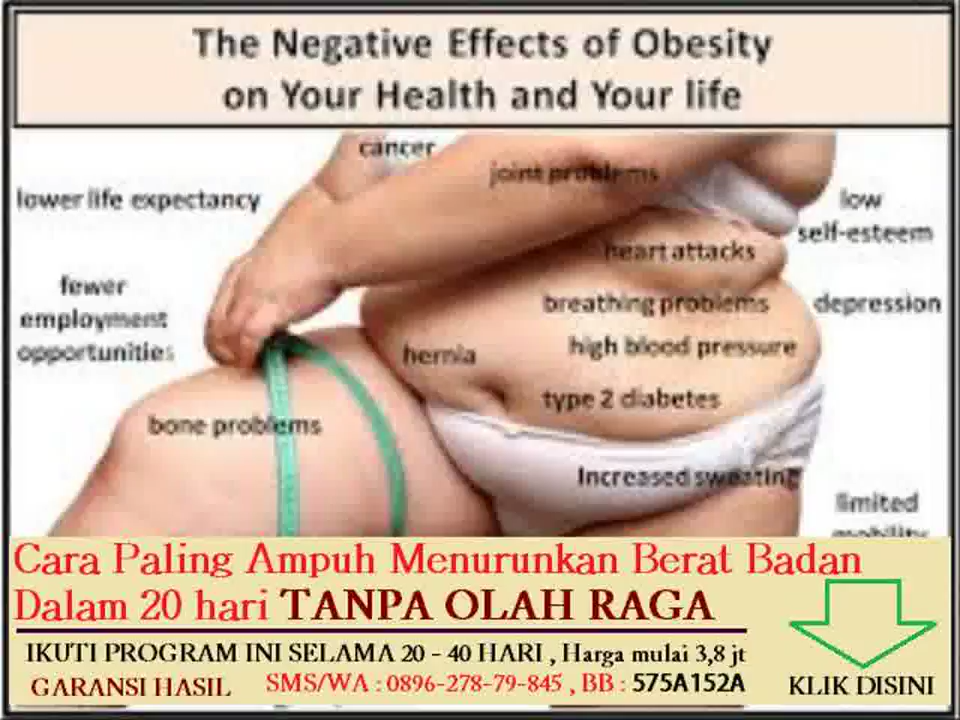 The Negative Effects of Obesity
on Your Health and Your life
cancer
joint problems
lower life expectancy
low
self-esteem
heart attacks
fewer
employment
opportunities
breathing problems
depression
hernia
high blood pressure
type 2 diabetes
bone problems
Increased sweating
limited
mobility
Cara Paling Ampuh Menurunkan Berat Badan
Dalam 20 hari TANPA OLAH RAGA
IKUTI PROGRAM INI SELAMA 20 - 40 HARI , Harga mulai 3,8 jt
GARANSI HASIL SMS/WA : 0896-278-79-845 , BB : 575A152A
KLIK DISINI